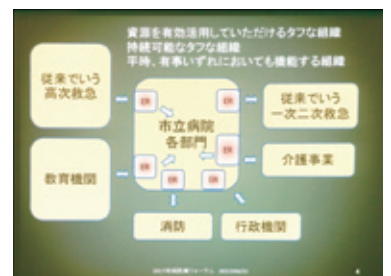 資源を有効活用していただけるタフな組織
持続可能なタフな組織
平時、有事いずれにおいても機能する組織
従来でいう
高次救急
ER
ER
従来でいう
一次二次救急
市立病院
各部門
ER
介護事業
教育機関
ER
ER
ER
消防
行政機関
4